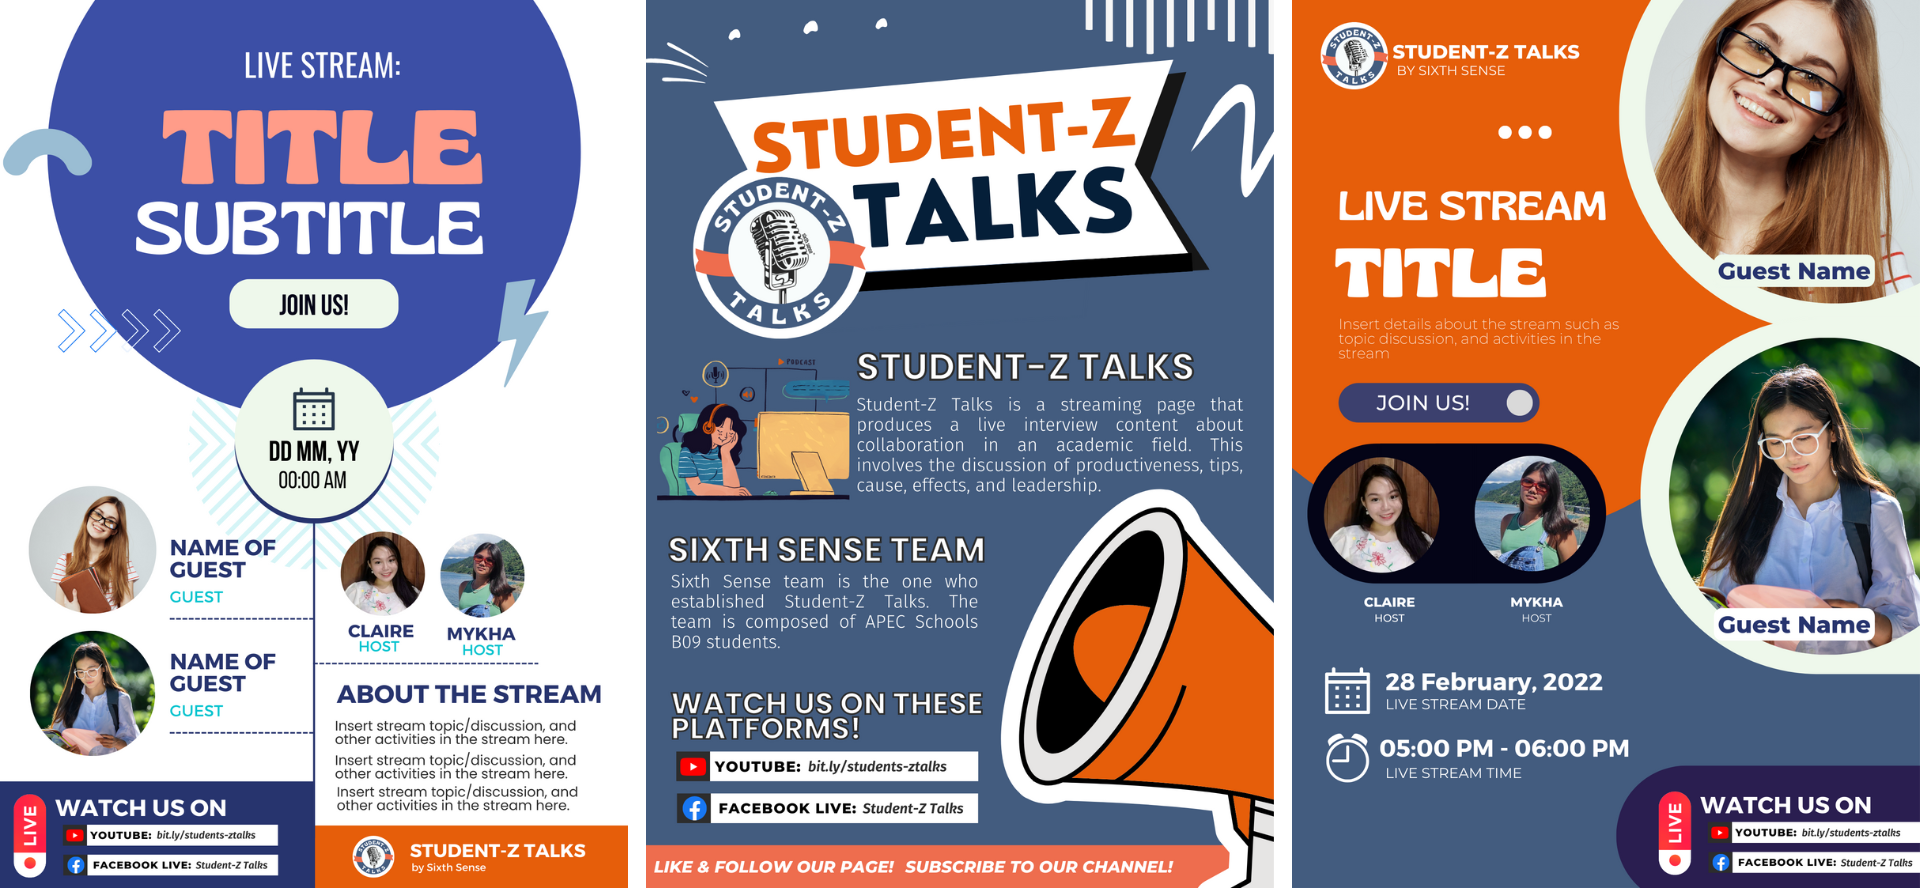 LIVE STREAM:
TITLE
SUBTITLE
JOIN US!
DD MM, YY
00:00 AM
NAME OF
GUEST
GUEST
NAME OF
GUEST
GUEST
CLAIRE
HOST
MYKHA
HOST
ABOUT THE STREAM
Insert stream topic/discussion, and
other activities in the stream here.
Insert stream topic/discussion, and
other activities in the stream here.
Insert stream topic/discussion, and
other activities in the stream here.
LIVE
WATCH US ON
YOUTUBE: bit.ly/students-ztalks
FACEBOOK LIVE: Student-Z Talks
STUDENT-Z
TALKS
STUDENT-Z TALKS
by Sixth Sense
STUDENT-Z
TALKS
STUDENT-Z
TALKS
PODCAST
STUDENT-Z TALKS
Student-Z Talks is a streaming page that
produces a live interview content about
collaboration in an academic field. This
involves the discussion of productiveness, tips,
cause, effects, and leadership.
SIXTH SENSE TEAM
Sixth Sense team is the one who
established Student-Z Talks. The
team is composed of APEC Schools
B09 students.
WATCH US ON THESE
PLATFORMS!
YOUTUBE: bit.ly/students-ztalks
FACEBOOK LIVE: Student-Z Talks
LIKE & FOLLOW OUR PAGE! SUBSCRIBE TO OUR CHANNEL!
STUDENT-Z
TALKS
STUDENT-Z TALKS
BY SIXTH SENSE
LIVE STREAM
TITLE
Insert details about the stream such as
topic discussion, and activities in the
stream
JOIN US!
Guest Name
Guest Name
CLAIRE
HOST
MYKHA
HOST
28 February, 2022
LIVE STREAM DATE
05:00 PM - 06:00 PM
LIVE STREAM TIME
LIVE
WATCH US ON
YOUTUBE: bit.ly/students-ztalks
FACEBOOK LIVE: Student-Z Talks